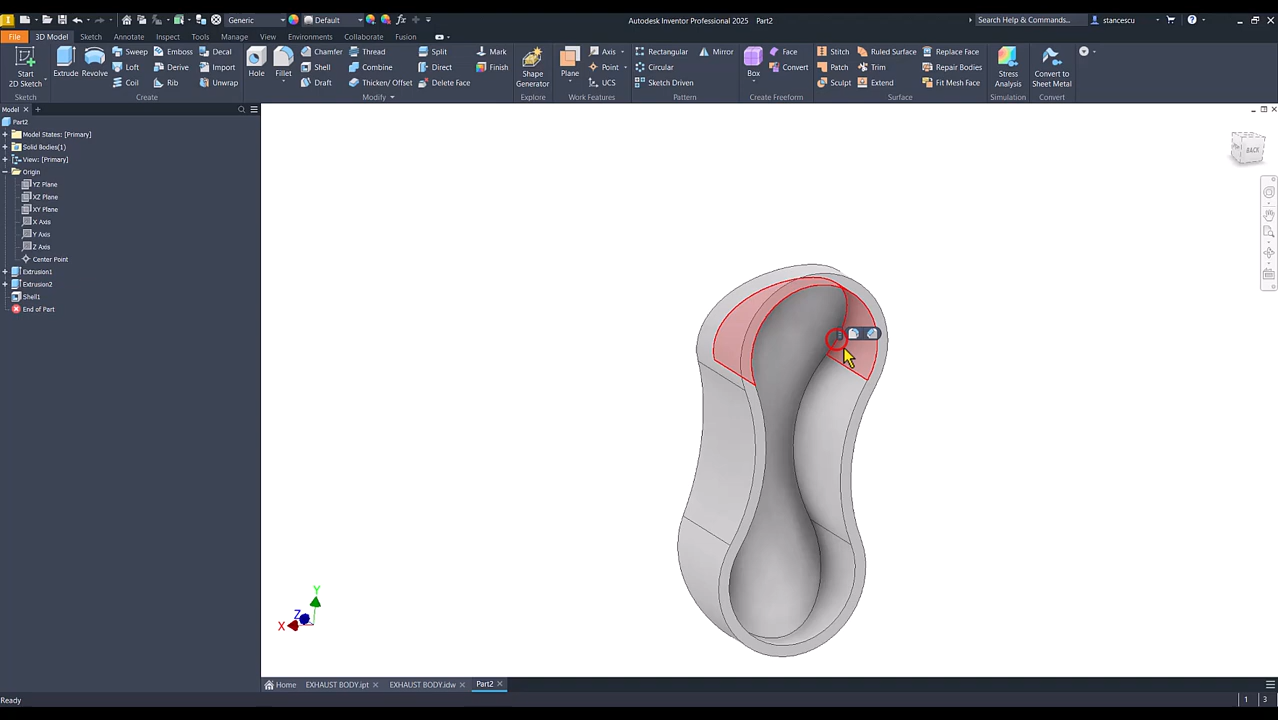 Generic Default fx Autodesk Inventor Professional 2025 Part2 Search Help & Commands... stancescu
File 3D Model Sketch Annotate Inspect Tools Manage View Environments Collaborate Fusion
Sweep Emboss Decal Chamfer Thread Split Mark Axis Rectangular Mirror Face Stitch Ruled Surface Replace Face
Loft Derive Import Shell Combine Direct Finish Point Circular Convert Patch Trim Repair Bodies
Start 2D Sketch Extrude Revolve Hole Fillet Shape Generator Plane Box Stress Analysis Convert to Sheet Metal
Coil Rib Unwrap Draft Thicken/ Offset Delete Face UCS Sketch Driven Sculpt Extend Fit Mesh Face
Sketch Create Modify Explore Work Features Pattern Create Freeform Surface Simulation Convert
Model
Part2
Model States: [Primary]
Solid Bodies(1)
View: [Primary]
Origin
YZ Plane
XZ Plane
XY Plane
X Axis
Y Axis
Z Axis
Center Point
Extrusion1
Extrusion2
Shell1
End of Part
BACK
Y
Z
X
Home EXHAUST BODY.ipt EXHAUST BODY.idw Part2
Ready 1 3